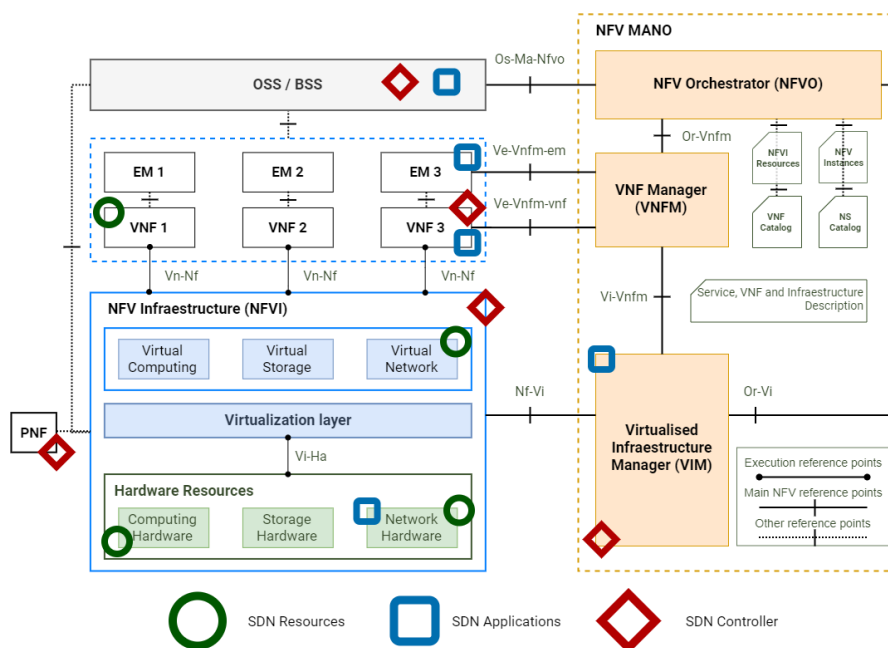 NFV MANO
Os-Ma-Nfvo
OSS / BSS
NFV Orchestrator (NFVO)
Or-Vnfm
NFVI
Resources
NFV
Instances
Ve-Vnfm-em
EM 1
EM 2
EM 3
VNF Manager
(VNFM)
Ve-Vnfm-vnf
VNF 1
VNF 2
VNF 3
VNF
Catalog
NS
Catalog
Vn-Nf
Vn-Nf
Vn-Nf
Vi-Vnfm
Service, VNF and Infraestructure
Description
NFV Infraestructure (NFVI)
Virtual
Computing
Virtual
Storage
Virtual
Network
Nf-Vi
Or-Vi
Virtualization layer
PNF
Virtualised
Infraestructure
Manager (VIM)
Vi-Ha
Execution reference points
Main NFV reference points
Other reference points
Hardware Resources
Computing
Hardware
Storage
Hardware
Network
Hardware
SDN Resources
SDN Applications
SDN Controller